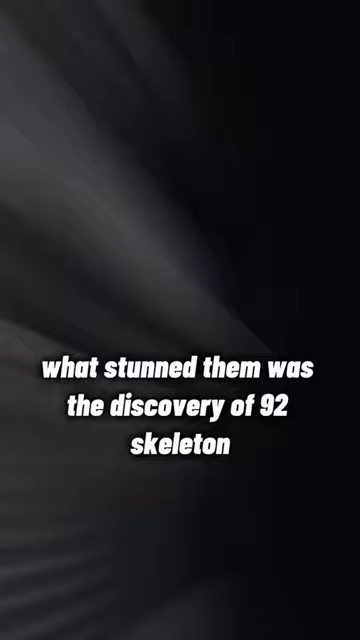 what stunned them was
the discovery of 92
skeleton